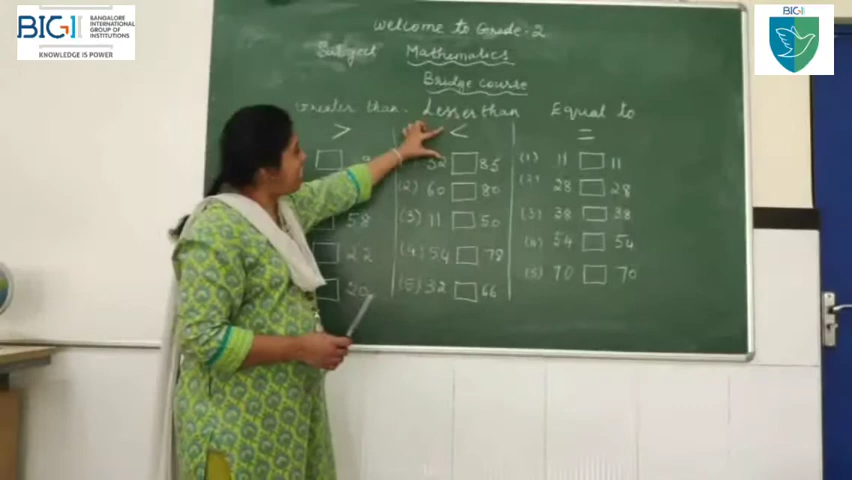 BIGI
BANGALORE INTERNATIONAL GROUP OF INSTITUTIONS
KNOWLEDGE IS POWER
BIGI
Welcome to Grade-2
Subject Mathematics
Bridge course
Greater than. Lesser than Equal to
> < =
32 □ 85 (1) 11 □ 11
(2) 60 □ 80 (2) 28 □ 28
58 (3) 11 □ 50 (3) 38 □ 38
22 (4) 54 □ 78 (4) 54 □ 54
20 (5) 32 □ 66 (5) 70 □ 70